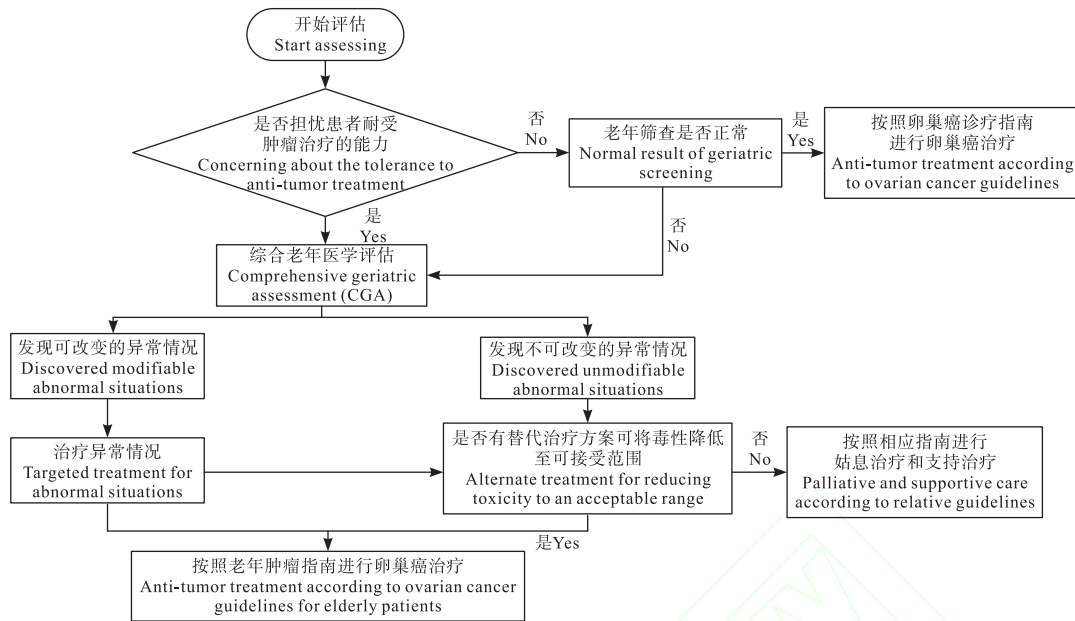 开始评估
Start assessing
是否担忧患者耐受
肿瘤治疗的能力
Concerning about the tolerance to
anti-tumor treatment
否
No
老年筛查是否正常
Normal result of geriatric
screening
是
Yes
按照卵巢癌诊疗指南
进行卵巢癌治疗
Anti-tumor treatment according
to ovarian cancer guidelines
是
Yes
否
No
综合老年医学评估
Comprehensive geriatric
assessment (CGA)
发现可改变的异常情况
Discovered modifiable
abnormal situations
发现不可改变的异常情况
Discovered unmodifiable
abnormal situations
治疗异常情况
Targeted treatment for
abnormal situations
是否有替代治疗方案可将毒性降低
至可接受范围
Alternate treatment for reducing
toxicity to an acceptable range
否
No
按照相应指南进行
姑息治疗和支持治疗
Palliative and supportive care
according to relative guidelines
是Yes
按照老年肿瘤指南进行卵巢癌治疗
Anti-tumor treatment according to ovarian cancer
guidelines for elderly patients